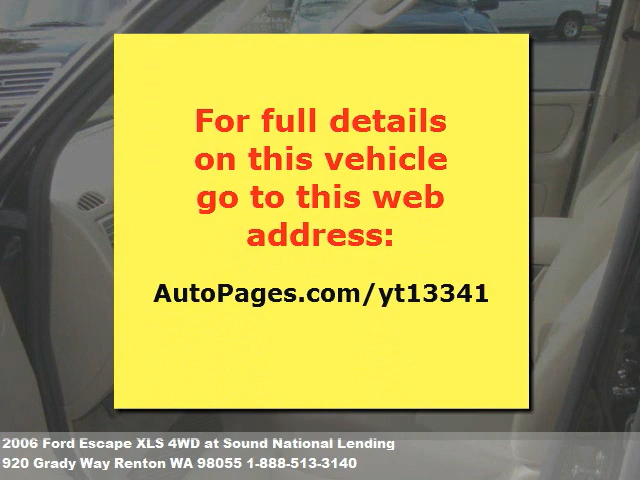 For full details
on this vehicle
go to this web
address:
AutoPages.com/yt13341
2006 Ford Escape XLS 4WD at Sound National Lending
920 Grady Way Renton WA 98055 1-888-513-3140